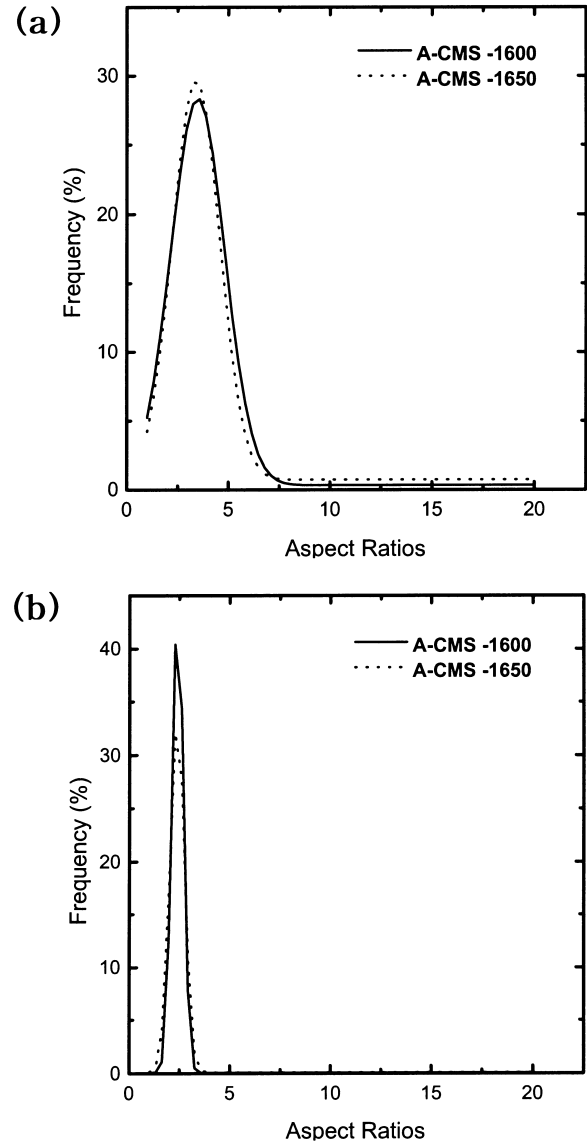 (a)
A-CMS -1600
A-CMS -1650
30
20
10
0
Frequency (%)
0 5 10 15 20
Aspect Ratios
(b)
A-CMS -1600
A-CMS -1650
40
30
20
10
0
Frequency (%)
0 5 10 15 20
Aspect Ratios